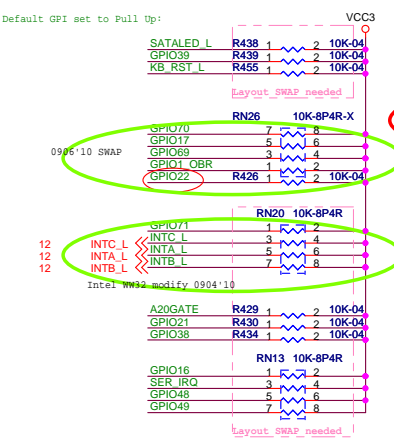 Default GPI set to Pull Up:
VCC3
SATALED_L R438 1 2 10K-04
GPIO39 R439 1 2 10K-04
KB_RST_L R455 1 2 10K-04
Layout SWAP needed
RN26 10K-8P4R-X
GPIO70 7 8
GPIO17 5 6
0906'10 SWAP
GPIO69 3 4
GPIO1_OBR 1 2
GPIO22 R426 1 2 10K-04
RN20 10K-8P4R
GPIO71 1 2
12 INTC_L INTC_L 3 4
12 INTA_L INTA_L 5 6
12 INTB_L INTB_L 7 8
Intel WW32 modify 0904'10
A20GATE R429 1 2 10K-04
GPIO21 R430 1 2 10K-04
GPIO38 R434 1 2 10K-04
RN13 10K-8P4R
GPIO16 1 2
SER_IRQ 3 4
GPIO48 5 6
GPIO49 7 8
Layout SWAP needed